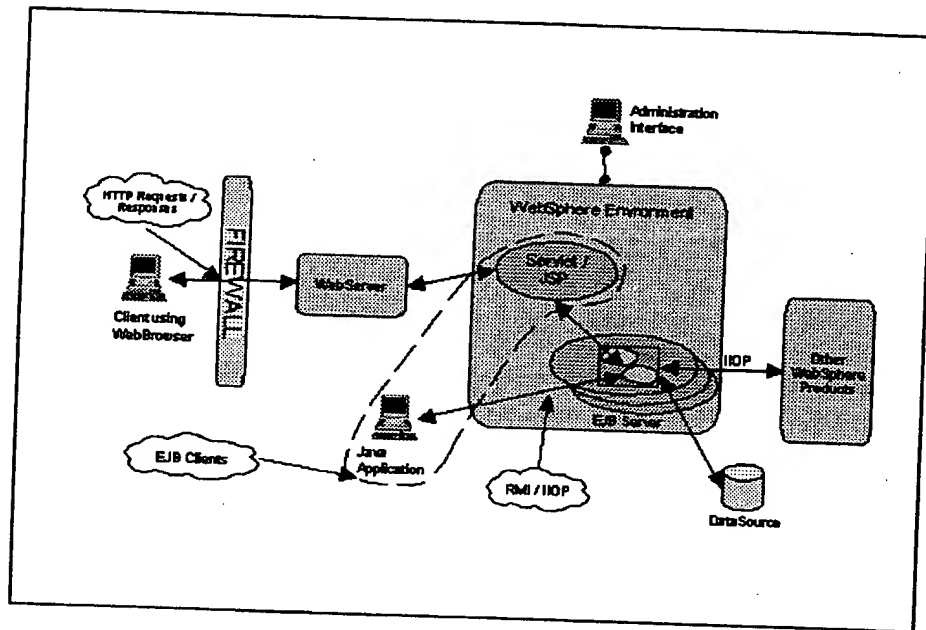 Administration
Interface
HTTP Requests /
Responses
FIREWALL
WebSphere Enviroment
Servlet /
JSP
WebServer
Client using
WebBrowser
IIOP
Other
WebSphere
Products
EJB Server
Java
Application
EJB Clients
RMI / IIOP
DataSource